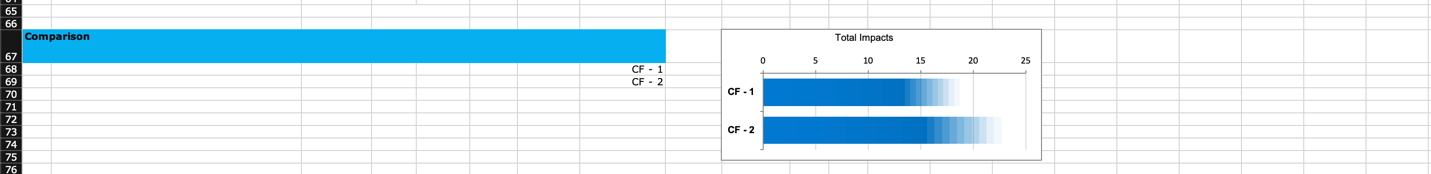 65
66
Comparison
67
68 CF - 1
69 CF - 2
70
71
72
73
74
75
76
Total Impacts
0 5 10 15 20 25
CF - 1
CF - 2